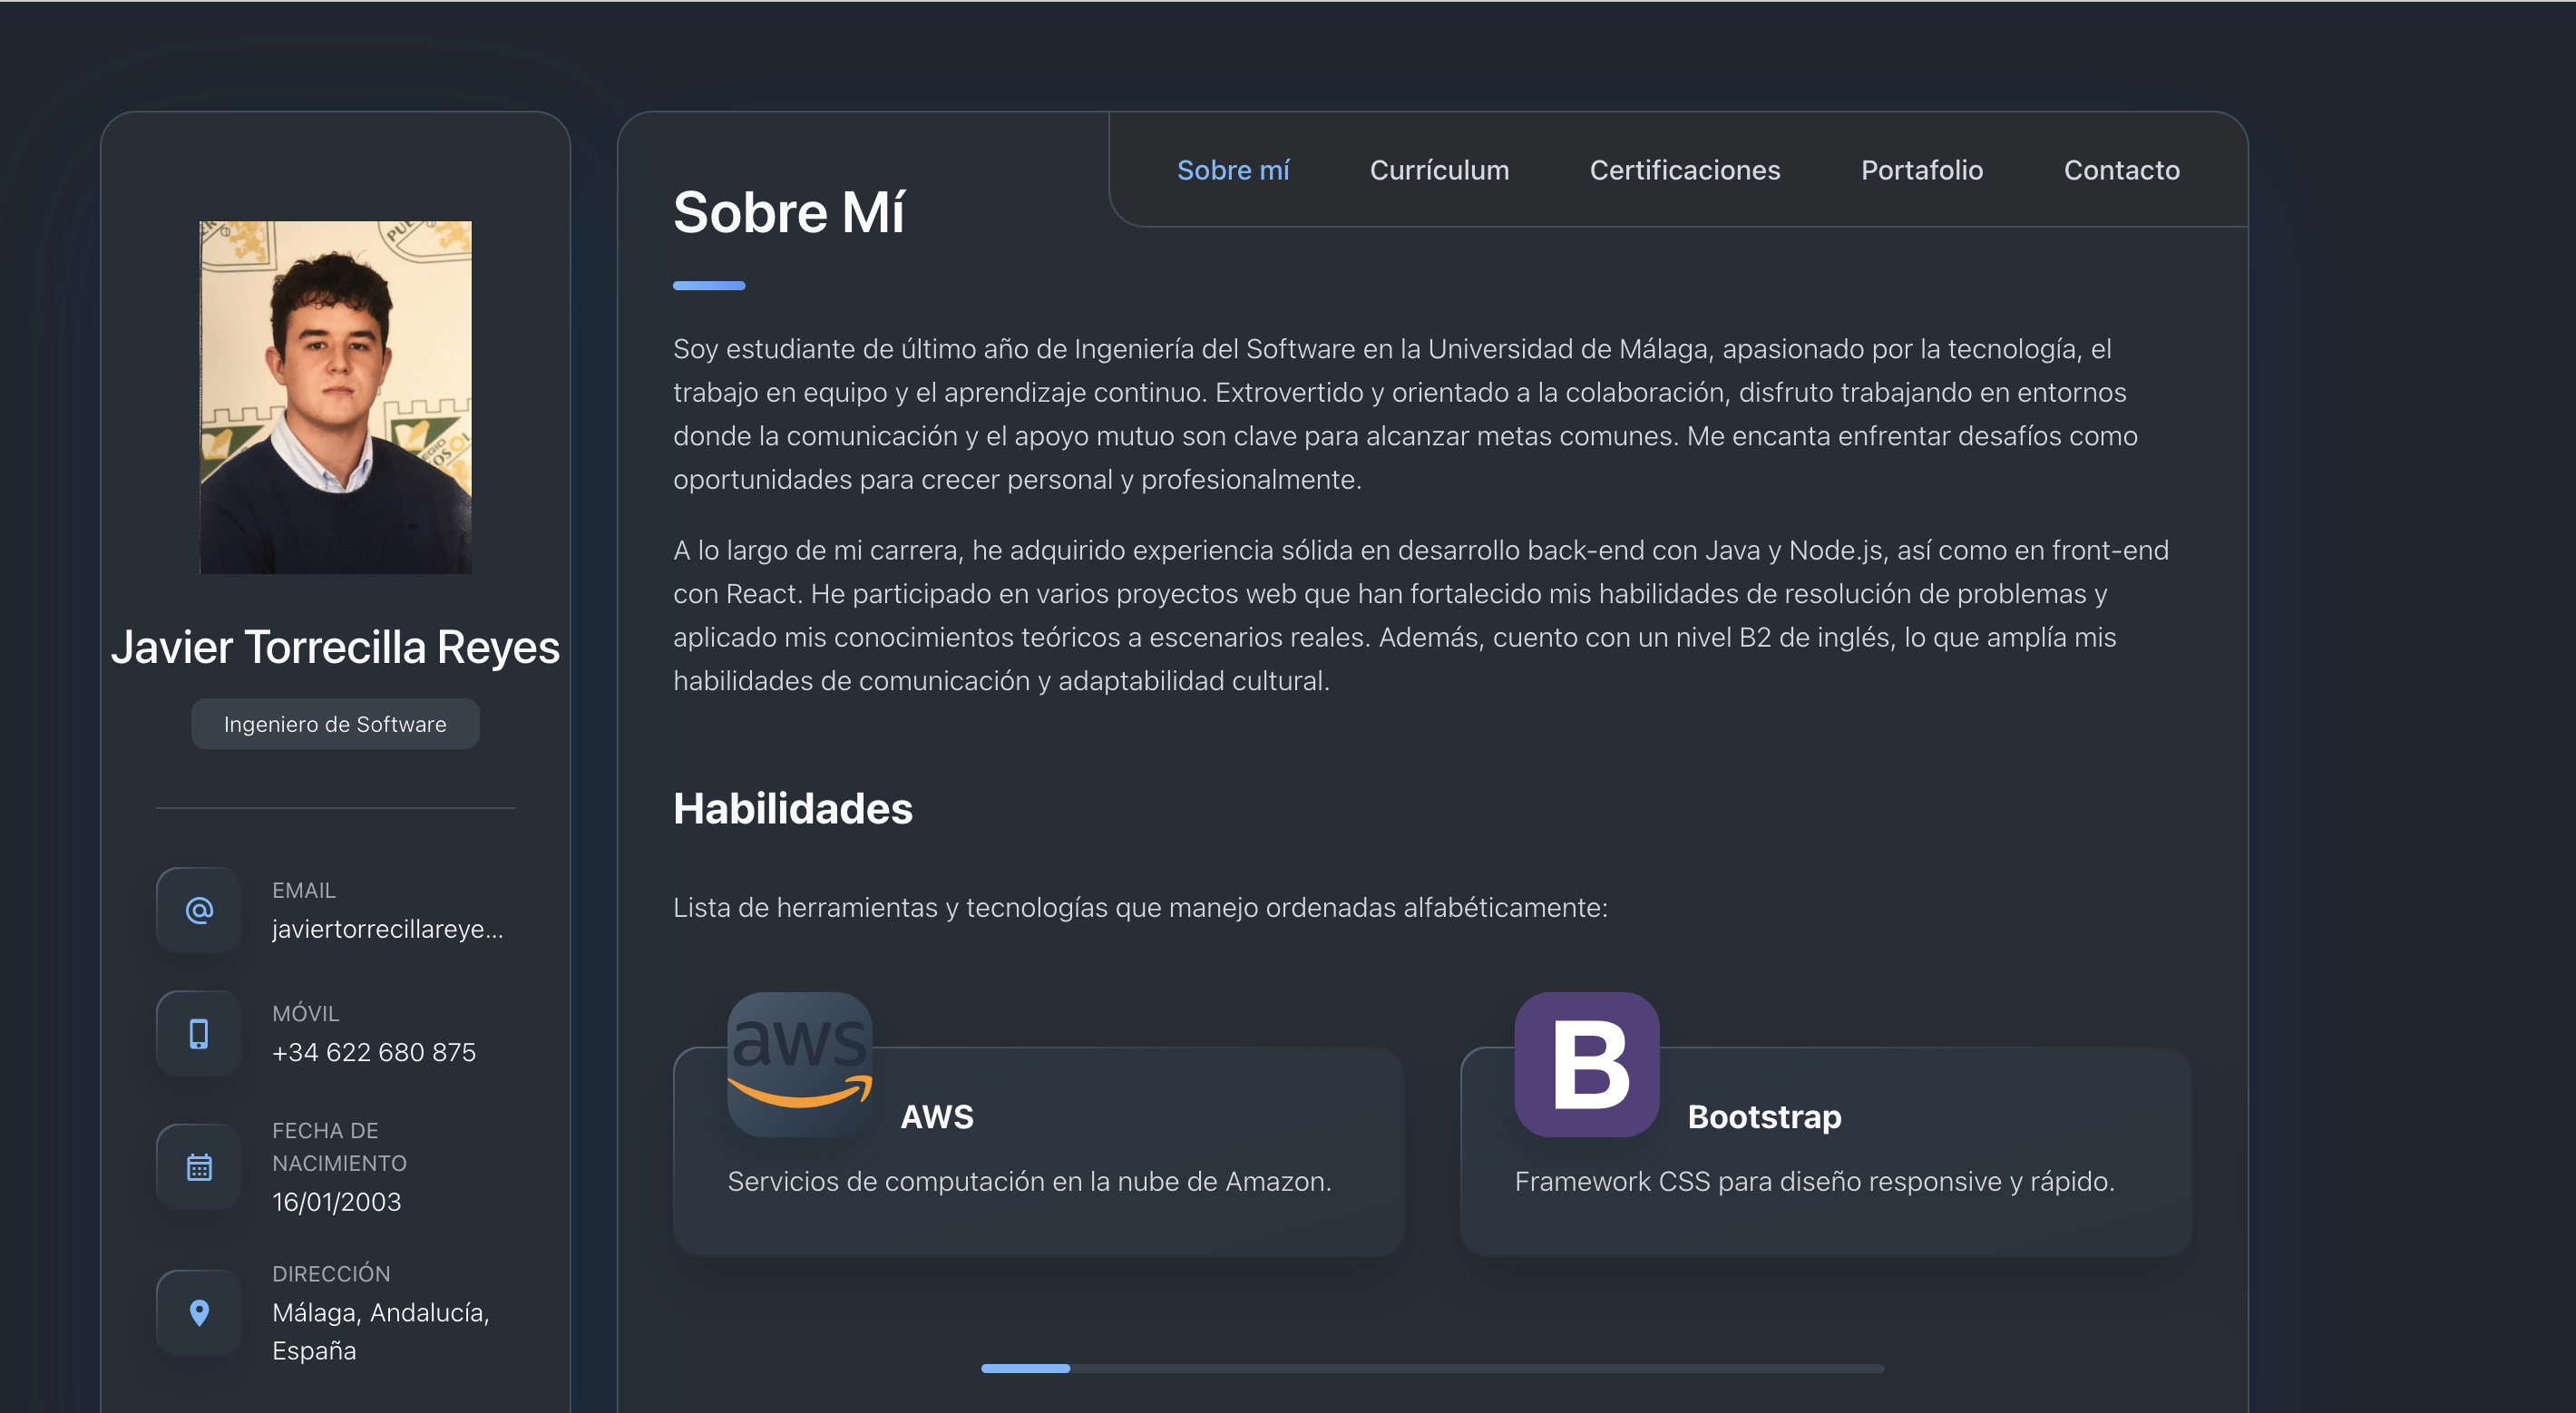 Javier Torrecilla Reyes
Ingeniero de Software
EMAIL
javiertorrecillareye...
MÓVIL
+34 622 680 875
FECHA DE
NACIMIENTO
16/01/2003
DIRECCIÓN
Málaga, Andalucía,
España
Sobre mí
Currículum
Certificaciones
Portafolio
Contacto
Sobre Mí
Soy estudiante de último año de Ingeniería del Software en la Universidad de Málaga, apasionado por la tecnología, el
trabajo en equipo y el aprendizaje continuo. Extrovertido y orientado a la colaboración, disfruto trabajando en entornos
donde la comunicación y el apoyo mutuo son clave para alcanzar metas comunes. Me encanta enfrentar desafíos como
oportunidades para crecer personal y profesionalmente.
A lo largo de mi carrera, he adquirido experiencia sólida en desarrollo back-end con Java y Node.js, así como en front-end
con React. He participado en varios proyectos web que han fortalecido mis habilidades de resolución de problemas y
aplicado mis conocimientos teóricos a escenarios reales. Además, cuento con un nivel B2 de inglés, lo que amplía mis
habilidades de comunicación y adaptabilidad cultural.
Habilidades
Lista de herramientas y tecnologías que manejo ordenadas alfabéticamente:
aws
AWS
Servicios de computación en la nube de Amazon.
B
Bootstrap
Framework CSS para diseño responsive y rápido.